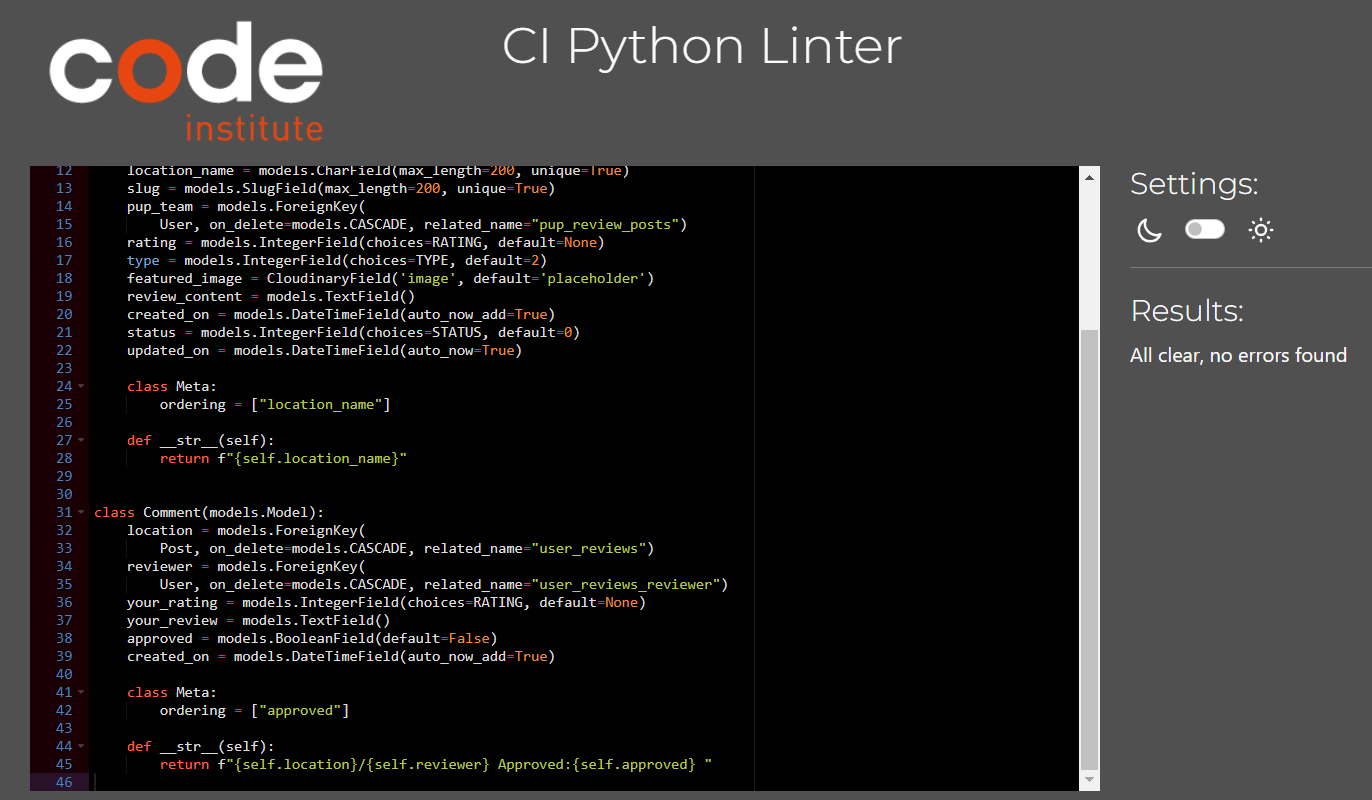 code
institute
CI Python Linter
12 location_name = models.CharField(max_length=200, unique=True)
13 slug = models.SlugField(max_length=200, unique=True)
14 pup_team = models.ForeignKey(
15 User, on_delete=models.CASCADE, related_name="pup_review_posts")
16 rating = models.IntegerField(choices=RATING, default=None)
17 type = models.IntegerField(choices=TYPE, default=2)
18 featured_image = CloudinaryField('image', default='placeholder')
19 review_content = models.TextField()
20 created_on = models.DateTimeField(auto_now_add=True)
21 status = models.IntegerField(choices=STATUS, default=0)
22 updated_on = models.DateTimeField(auto_now=True)
23
24 class Meta:
25 ordering = ["location_name"]
26
27 def __str__(self):
28 return f"{self.location_name}"
29
30
31 class Comment(models.Model):
32 location = models.ForeignKey(
33 Post, on_delete=models.CASCADE, related_name="user_reviews")
34 reviewer = models.ForeignKey(
35 User, on_delete=models.CASCADE, related_name="user_reviews_reviewer")
36 your_rating = models.IntegerField(choices=RATING, default=None)
37 your_review = models.TextField()
38 approved = models.BooleanField(default=False)
39 created_on = models.DateTimeField(auto_now_add=True)
40
41 class Meta:
42 ordering = ["approved"]
43
44 def __str__(self):
45 return f"{self.location}/{self.reviewer} Approved:{self.approved} "
46
Settings:
Results:
All clear, no errors found